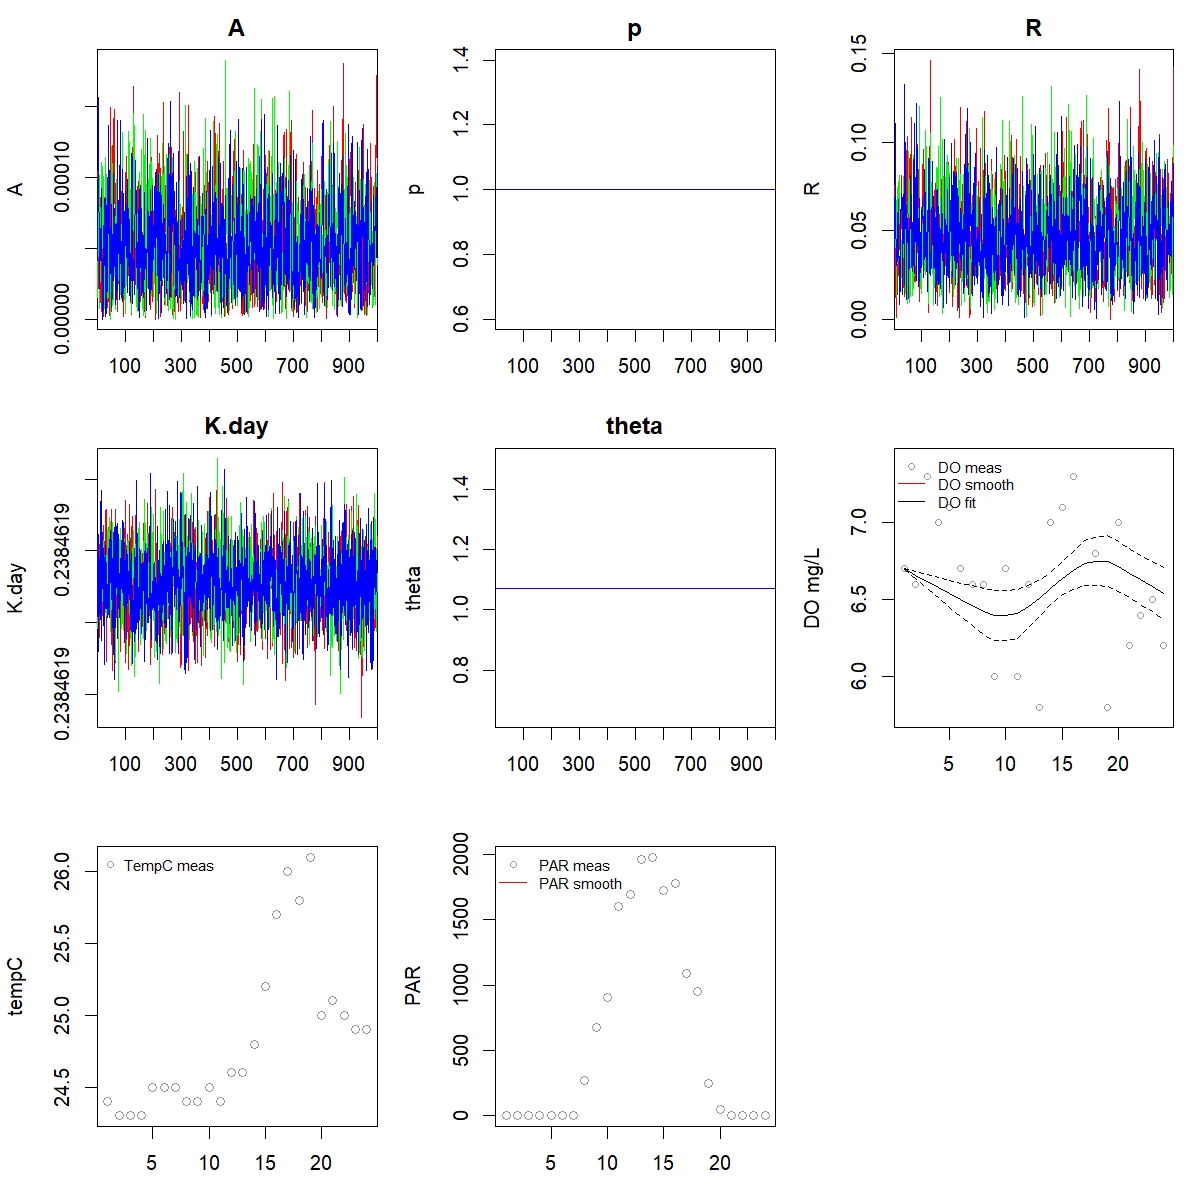 A
A
0.00000
0.00010
100 300 500 700 900
p
p
0.6 0.8 1.0 1.2 1.4
100 300 500 700 900
R
R
0.00 0.05 0.10 0.15
100 300 500 700 900
K.day
K.day
0.2384619
0.2384619
100 300 500 700 900
theta
theta
0.8 1.0 1.2 1.4
100 300 500 700 900
DO meas
DO smooth
DO fit
DO mg/L
6.0 6.5 7.0
5 10 15 20
TempC meas
tempC
24.5 25.0 25.5 26.0
5 10 15 20
PAR meas
PAR smooth
PAR
0 500 1000 1500 2000
5 10 15 20